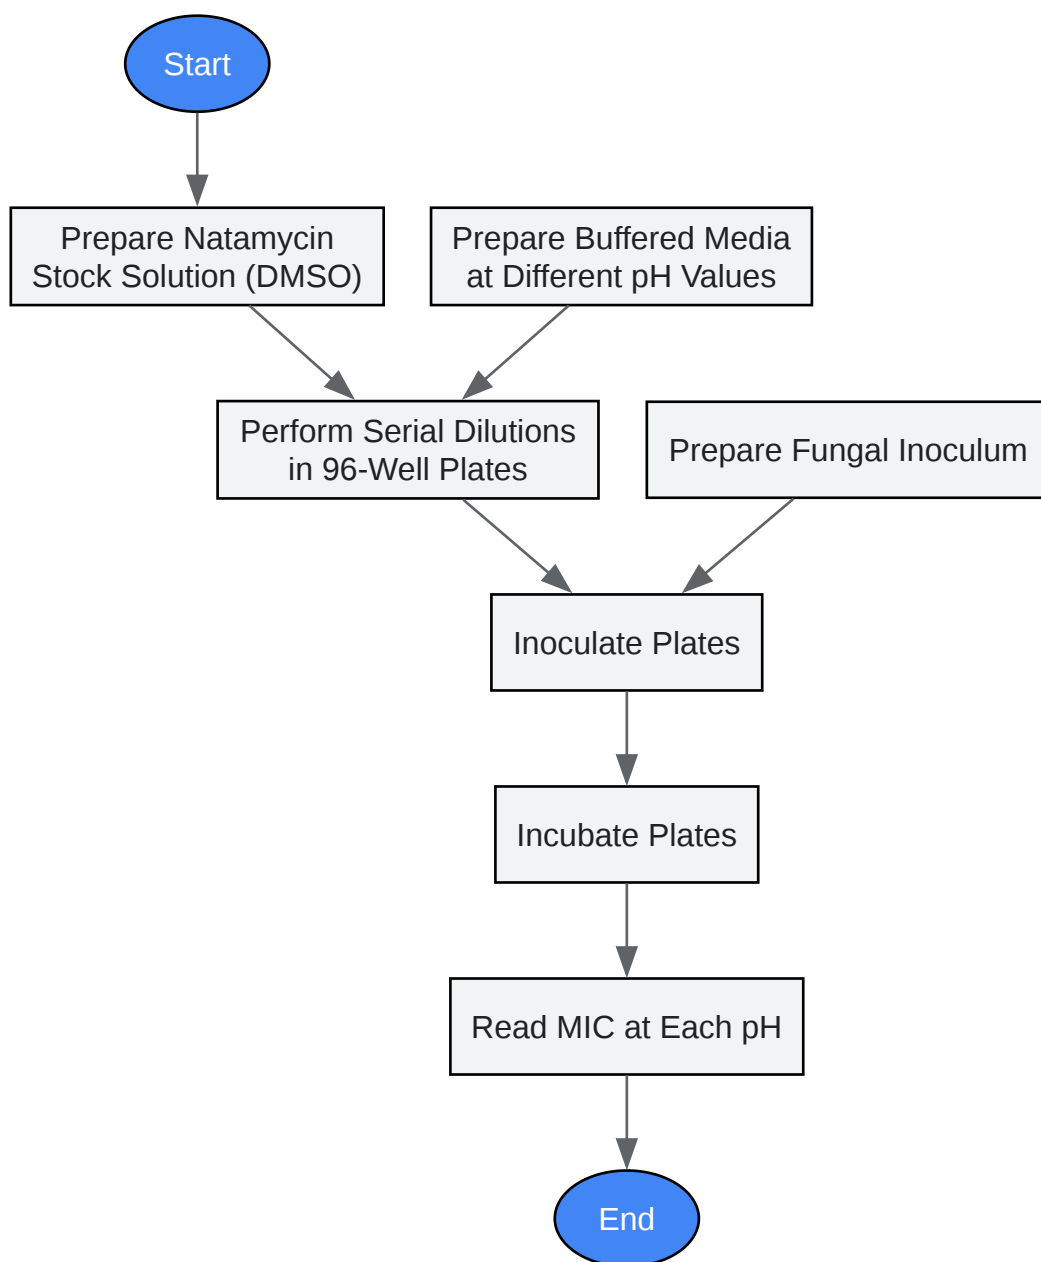 Start
Prepare Natamycin
Stock Solution (DMSO)
Prepare Buffered Media
at Different pH Values
Perform Serial Dilutions
in 96-Well Plates
Prepare Fungal Inoculum
Inoculate Plates
Incubate Plates
Read MIC at Each pH
End